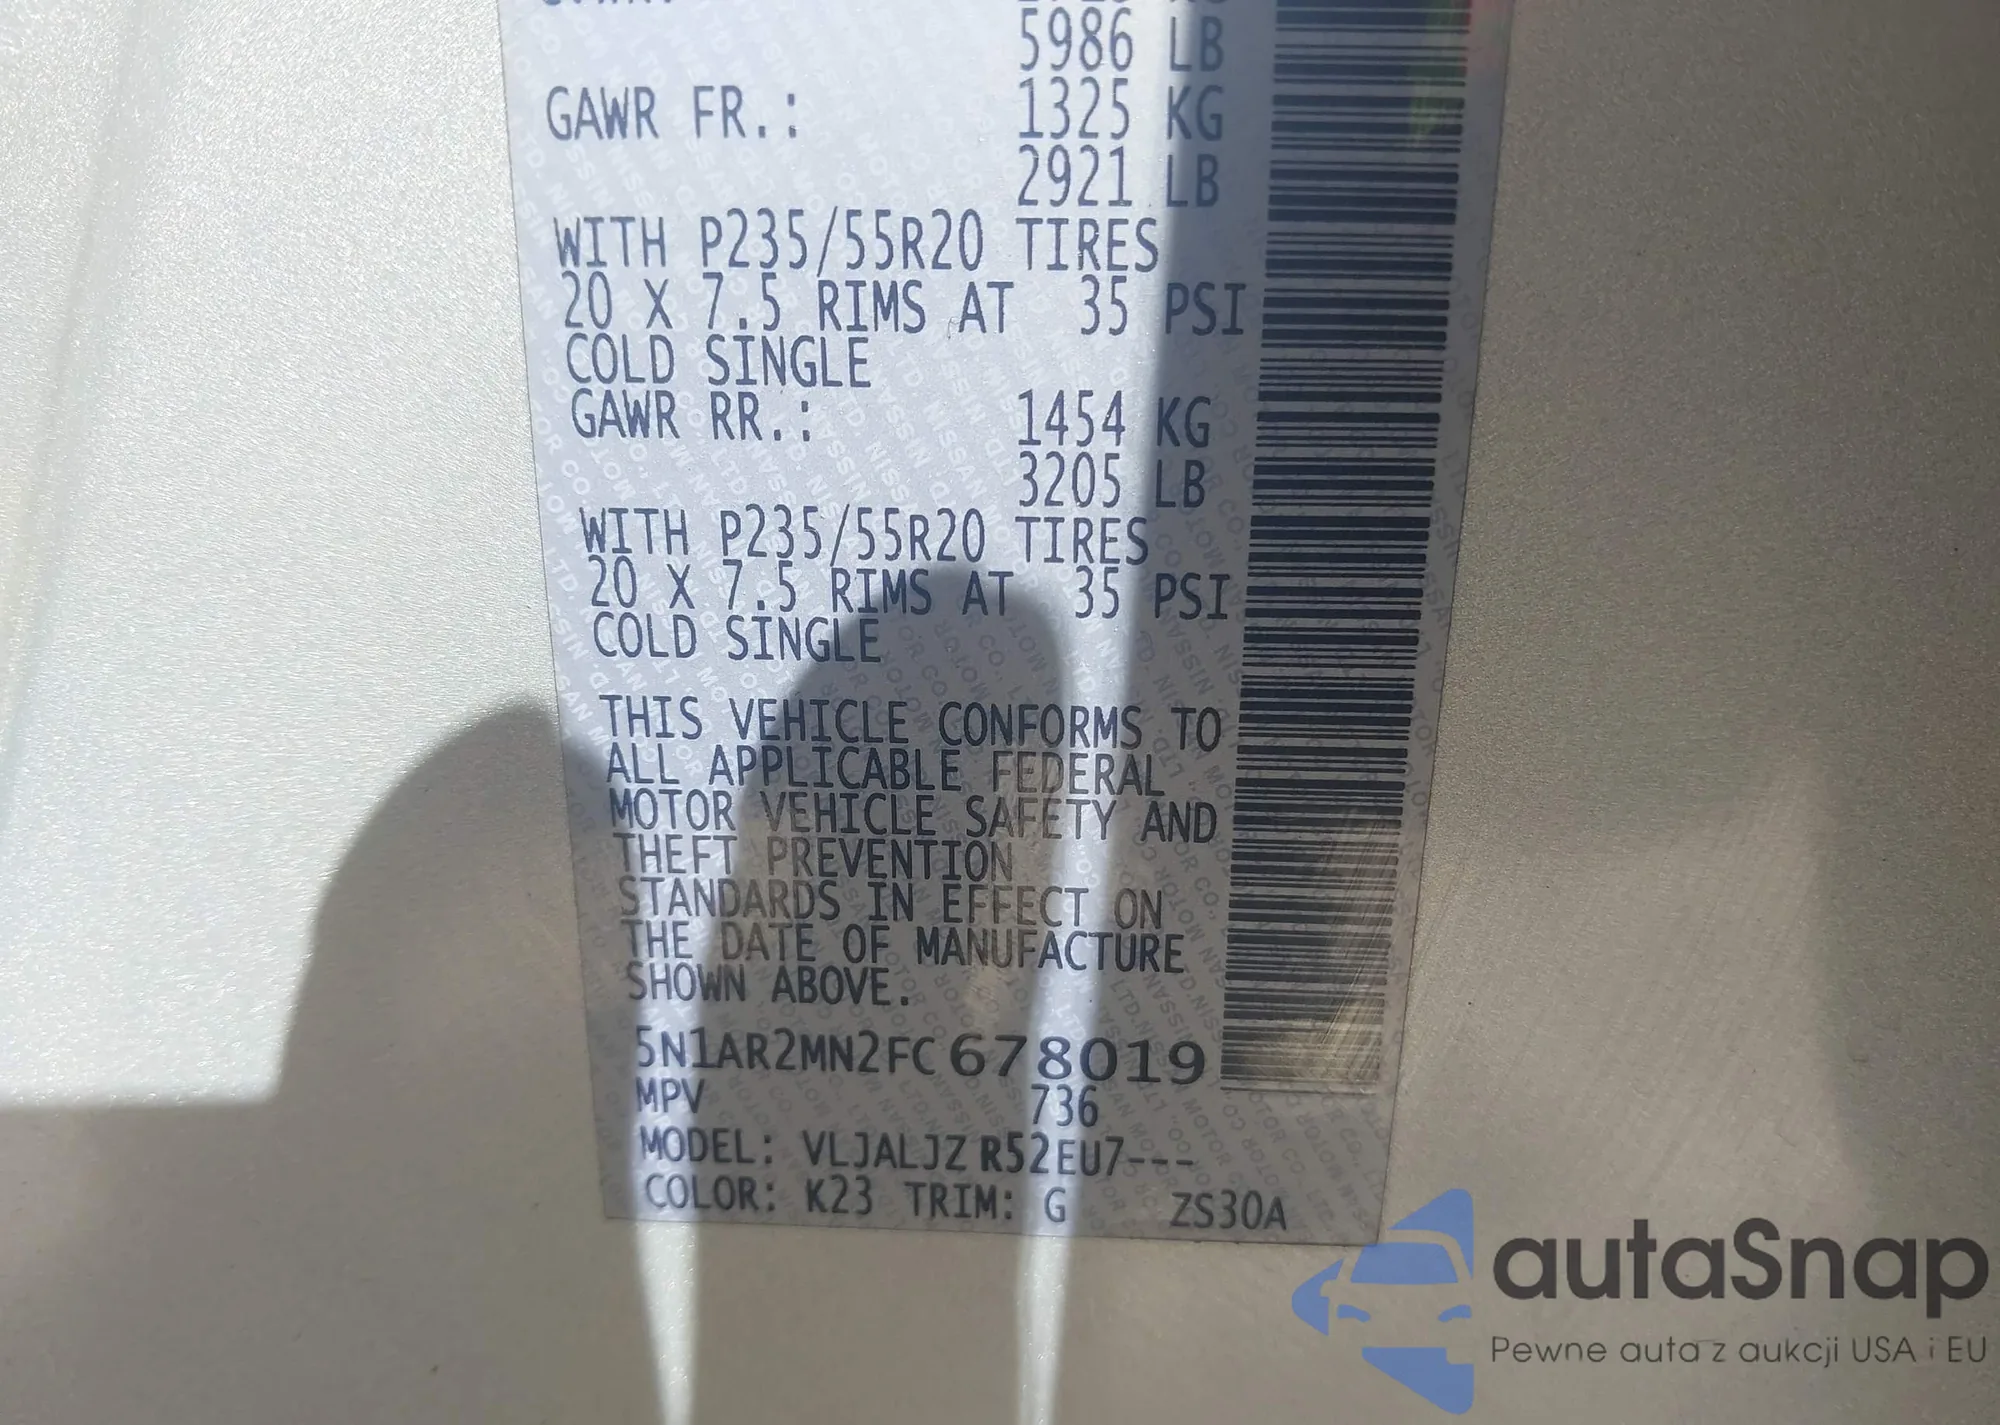 5986 LB
GAWR FR.: 1325 KG
2921 LB
WITH P235/55R20 TIRES
20 X 7.5 RIMS AT 35 PSI
COLD SINGLE
GAWR RR.: 1454 KG
3205 LB
WITH P235/55R20 TIRES
20 X 7.5 RIMS AT 35 PSI
COLD SINGLE
THIS VEHICLE CONFORMS TO
ALL APPLICABLE FEDERAL
MOTOR VEHICLE SAFETY AND
THEFT PREVENTION
STANDARDS IN EFFECT ON
THE DATE OF MANUFACTURE
SHOWN ABOVE.
5N1AR2MN2FC678019
MPV 736
MODEL: VLJALJZ R52EU7---
COLOR: K23 TRIM: G ZS30A
autaSnap
Pewne auta z aukcji USA i EU